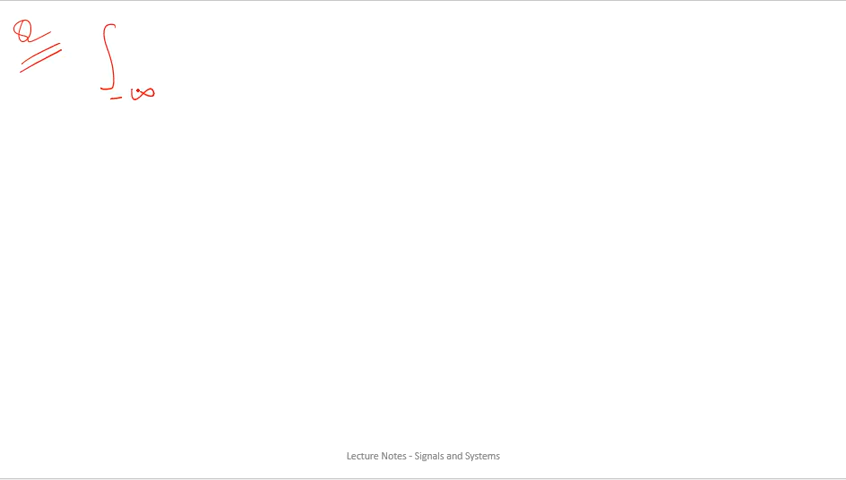 Q ∫
-∞
Lecture Notes - Signals and Systems